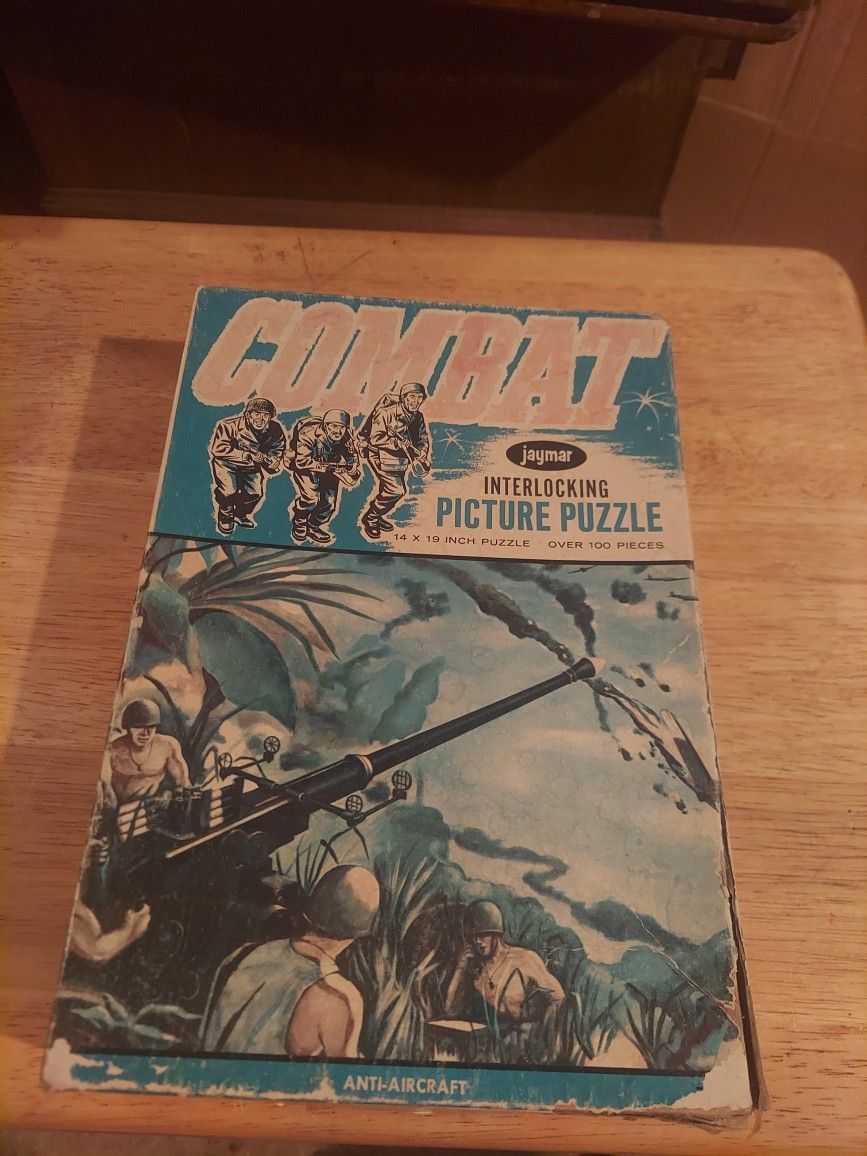 COMBAT
jaymar
INTERLOCKING
PICTURE PUZZLE
14 X 19 INCH PUZZLE · OVER 100 PIECES
ANTI-AIRCRAFT